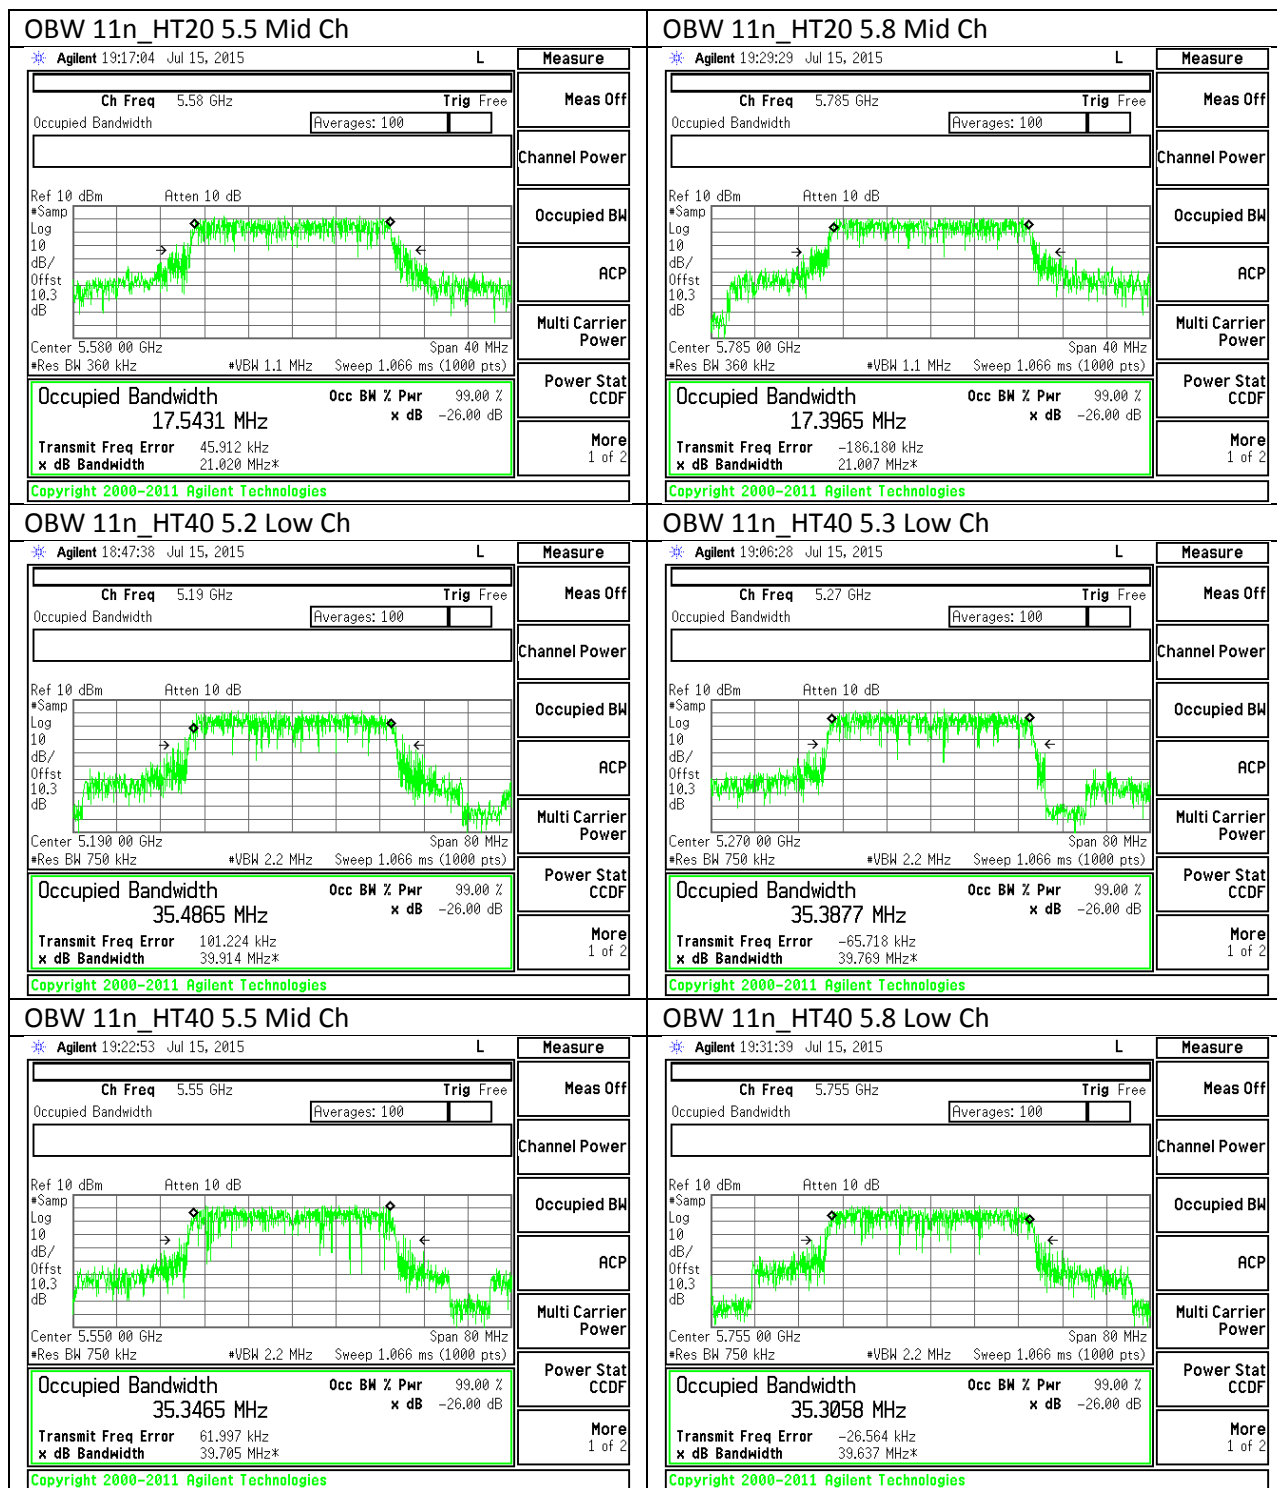 OBW 11n_HT20 5.5 Mid Ch
Agilent 19:17:04 Jul 15, 2015 L Measure
Ch Freq 5.58 GHz Trig Free Meas Off
Occupied Bandwidth Averages: 100
Channel Power
Ref 10 dBm Atten 10 dB
#Samp Occupied BW
Log
10
dB/
Offst ACP
10.3
dB
Multi Carrier
Power
Center 5.580 00 GHz Span 40 MHz
#Res BW 360 kHz #VBW 1.1 MHz Sweep 1.066 ms (1000 pts)
Power Stat
CCDF
Occupied Bandwidth Occ BW % Pwr 99.00 %
17.5431 MHz x dB -26.00 dB
More
1 of 2
Transmit Freq Error 45.912 kHz
x dB Bandwidth 21.020 MHz*
Copyright 2000-2011 Agilent Technologies
OBW 11n_HT20 5.8 Mid Ch
Agilent 19:29:29 Jul 15, 2015 L Measure
Ch Freq 5.785 GHz Trig Free Meas Off
Occupied Bandwidth Averages: 100
Channel Power
Ref 10 dBm Atten 10 dB
#Samp Occupied BW
Log
10
dB/
Offst ACP
10.3
dB
Multi Carrier
Power
Center 5.785 00 GHz Span 40 MHz
#Res BW 360 kHz #VBW 1.1 MHz Sweep 1.066 ms (1000 pts)
Power Stat
CCDF
Occupied Bandwidth Occ BW % Pwr 99.00 %
17.3965 MHz x dB -26.00 dB
More
1 of 2
Transmit Freq Error -186.180 kHz
x dB Bandwidth 21.007 MHz*
Copyright 2000-2011 Agilent Technologies
OBW 11n_HT40 5.2 Low Ch
Agilent 18:47:38 Jul 15, 2015 L Measure
Ch Freq 5.19 GHz Trig Free Meas Off
Occupied Bandwidth Averages: 100
Channel Power
Ref 10 dBm Atten 10 dB
#Samp Occupied BW
Log
10
dB/
Offst ACP
10.3
dB
Multi Carrier
Power
Center 5.190 00 GHz Span 80 MHz
#Res BW 750 kHz #VBW 2.2 MHz Sweep 1.066 ms (1000 pts)
Power Stat
CCDF
Occupied Bandwidth Occ BW % Pwr 99.00 %
35.4865 MHz x dB -26.00 dB
More
1 of 2
Transmit Freq Error 101.224 kHz
x dB Bandwidth 39.914 MHz*
Copyright 2000-2011 Agilent Technologies
OBW 11n_HT40 5.3 Low Ch
Agilent 19:06:28 Jul 15, 2015 L Measure
Ch Freq 5.27 GHz Trig Free Meas Off
Occupied Bandwidth Averages: 100
Channel Power
Ref 10 dBm Atten 10 dB
#Samp Occupied BW
Log
10
dB/
Offst ACP
10.3
dB
Multi Carrier
Power
Center 5.270 00 GHz Span 80 MHz
#Res BW 750 kHz #VBW 2.2 MHz Sweep 1.066 ms (1000 pts)
Power Stat
CCDF
Occupied Bandwidth Occ BW % Pwr 99.00 %
35.3877 MHz x dB -26.00 dB
More
1 of 2
Transmit Freq Error -65.718 kHz
x dB Bandwidth 39.769 MHz*
Copyright 2000-2011 Agilent Technologies
OBW 11n_HT40 5.5 Mid Ch
Agilent 19:22:53 Jul 15, 2015 L Measure
Ch Freq 5.55 GHz Trig Free Meas Off
Occupied Bandwidth Averages: 100
Channel Power
Ref 10 dBm Atten 10 dB
#Samp Occupied BW
Log
10
dB/
Offst ACP
10.3
dB
Multi Carrier
Power
Center 5.550 00 GHz Span 80 MHz
#Res BW 750 kHz #VBW 2.2 MHz Sweep 1.066 ms (1000 pts)
Power Stat
CCDF
Occupied Bandwidth Occ BW % Pwr 99.00 %
35.3465 MHz x dB -26.00 dB
More
1 of 2
Transmit Freq Error 61.997 kHz
x dB Bandwidth 39.705 MHz*
Copyright 2000-2011 Agilent Technologies
OBW 11n_HT40 5.8 Low Ch
Agilent 19:31:39 Jul 15, 2015 L Measure
Ch Freq 5.755 GHz Trig Free Meas Off
Occupied Bandwidth Averages: 100
Channel Power
Ref 10 dBm Atten 10 dB
#Samp Occupied BW
Log
10
dB/
Offst ACP
10.3
dB
Multi Carrier
Power
Center 5.755 00 GHz Span 80 MHz
#Res BW 750 kHz #VBW 2.2 MHz Sweep 1.066 ms (1000 pts)
Power Stat
CCDF
Occupied Bandwidth Occ BW % Pwr 99.00 %
35.3058 MHz x dB -26.00 dB
More
1 of 2
Transmit Freq Error -26.564 kHz
x dB Bandwidth 39.637 MHz*
Copyright 2000-2011 Agilent Technologies